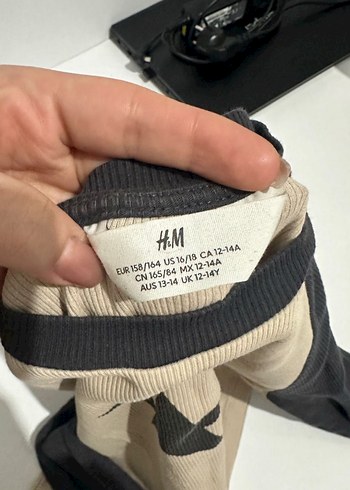 H&M
EUR 158/164 US 16/18 CA 12-14A
CN 165/84 MX 12-14A
AUS 13-14 UK 12-14Y